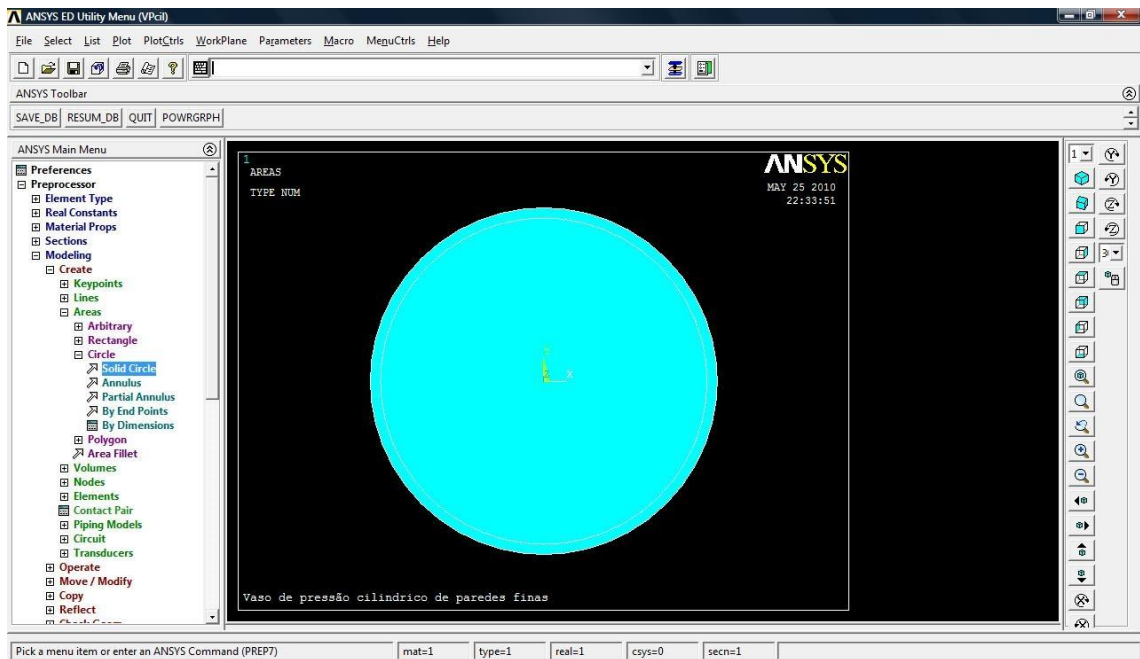 ANSYS ED Utility Menu (VPcil)
File Select List Plot PlotCtrls WorkPlane Parameters Macro MenuCtrls Help
ANSYS Toolbar
SAVE_DB RESUM_DB QUIT POWRGRPH
ANSYS Main Menu
Preferences
Preprocessor
Element Type
Real Constants
Material Props
Sections
Modeling
Create
Keypoints
Lines
Areas
Arbitrary
Rectangle
Circle
Solid Circle
Annulus
Partial Annulus
By End Points
By Dimensions
Polygon
Area Fillet
Volumes
Nodes
Elements
Contact Pair
Piping Models
Circuit
Transducers
Operate
Move / Modify
Copy
Reflect
1
AREAS
TYPE NUM
ANSYS
MAY 25 2010
22:33:51
Y
Z X
Vaso de pressão cilindrico de paredes finas
1
Pick a menu item or enter an ANSYS Command (PREP7) mat=1 type=1 real=1 csys=0 secn=1